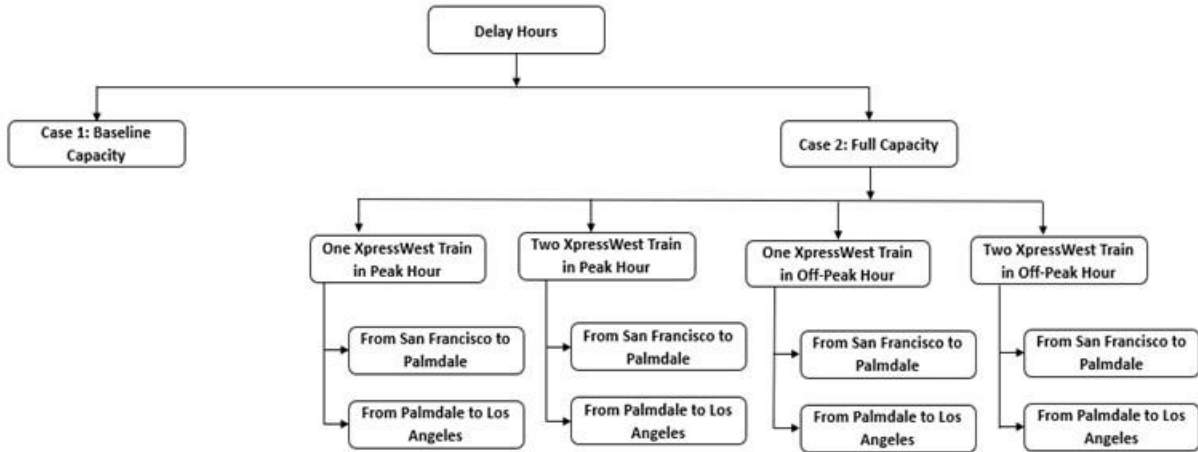 Delay Hours
Case 1: Baseline
Capacity
Case 2: Full Capacity
One XpressWest Train
in Peak Hour
Two XpressWest Train
in Peak Hour
One XpressWest Train
in Off-Peak Hour
Two XpressWest Train
in Off-Peak Hour
From San Francisco to
Palmdale
From San Francisco to
Palmdale
From San Francisco to
Palmdale
From San Francisco to
Palmdale
From Palmdale to Los
Angeles
From Palmdale to Los
Angeles
From Palmdale to Los
Angeles
From Palmdale to Los
Angeles